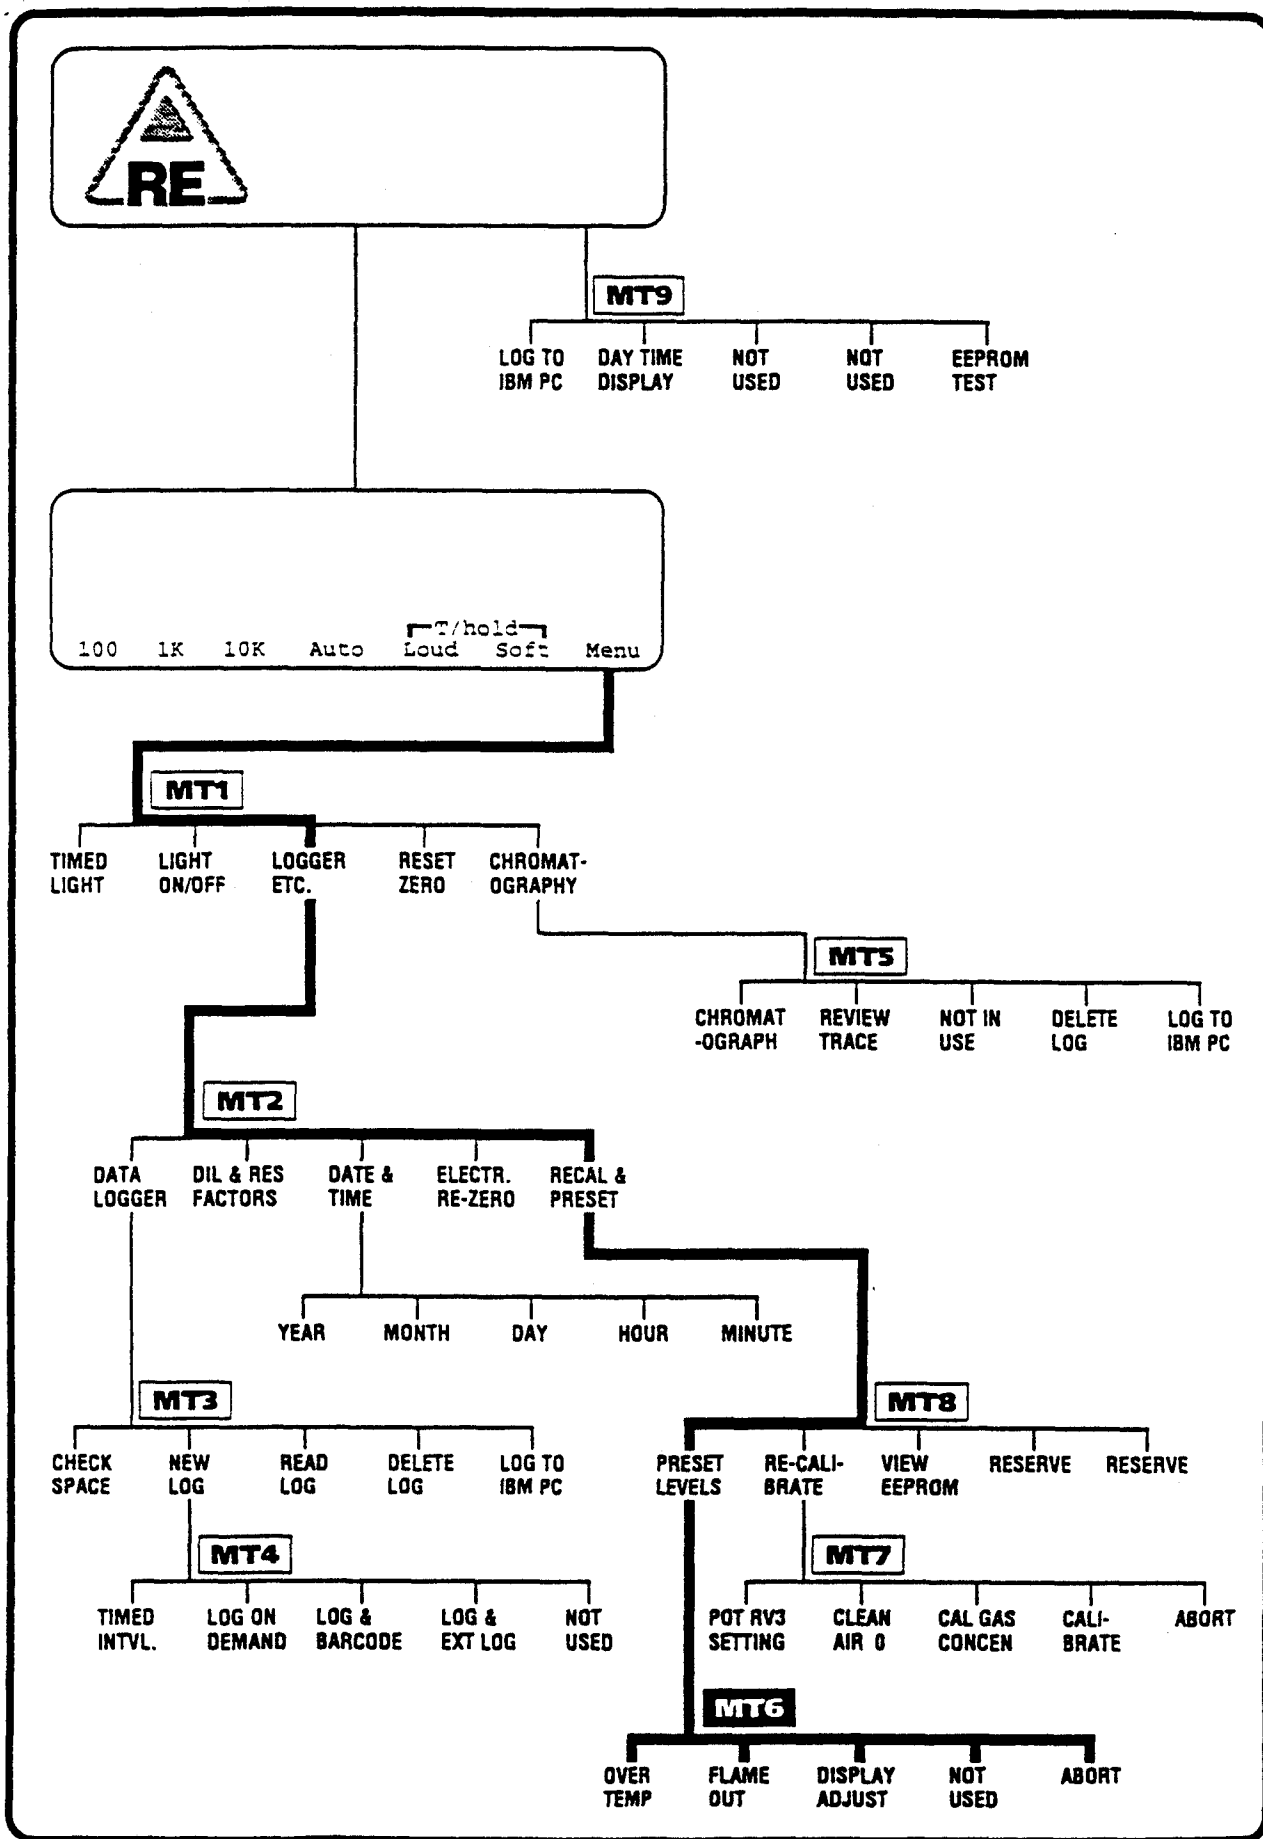 RE
MT9
LOG TO IBM PC
DAY TIME DISPLAY
NOT USED
NOT USED
EEPROM TEST
T/hold
100 1K 10K Auto Loud Soft Menu
MT1
TIMED LIGHT
LIGHT ON/OFF
LOGGER ETC.
RESET ZERO
CHROMAT-OGRAPHY
MT5
CHROMAT-OGRAPH
REVIEW TRACE
NOT IN USE
DELETE LOG
LOG TO IBM PC
MT2
DATA LOGGER
DIL & RES FACTORS
DATE & TIME
ELECTR. RE-ZERO
RECAL & PRESET
YEAR
MONTH
DAY
HOUR
MINUTE
MT3
CHECK SPACE
NEW LOG
READ LOG
DELETE LOG
LOG TO IBM PC
MT8
PRESET LEVELS
RE-CALI-BRATE
VIEW EEPROM
RESERVE
RESERVE
MT4
TIMED INTVL.
LOG ON DEMAND
LOG & BARCODE
LOG & EXT LOG
NOT USED
MT7
POT RV3 SETTING
CLEAN AIR 0
CAL GAS CONCEN
CALI-BRATE
ABORT
MT6
OVER TEMP
FLAME OUT
DISPLAY ADJUST
NOT USED
ABORT